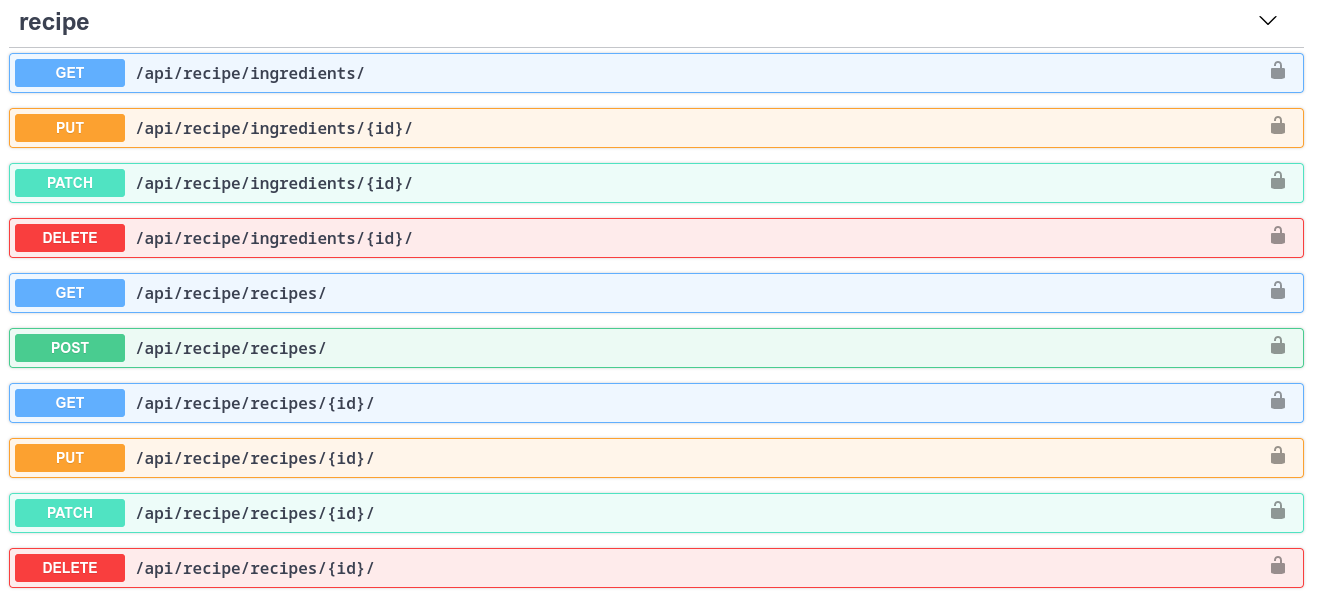 recipe
GET /api/recipe/ingredients/
PUT /api/recipe/ingredients/{id}/
PATCH /api/recipe/ingredients/{id}/
DELETE /api/recipe/ingredients/{id}/
GET /api/recipe/recipes/
POST /api/recipe/recipes/
GET /api/recipe/recipes/{id}/
PUT /api/recipe/recipes/{id}/
PATCH /api/recipe/recipes/{id}/
DELETE /api/recipe/recipes/{id}/